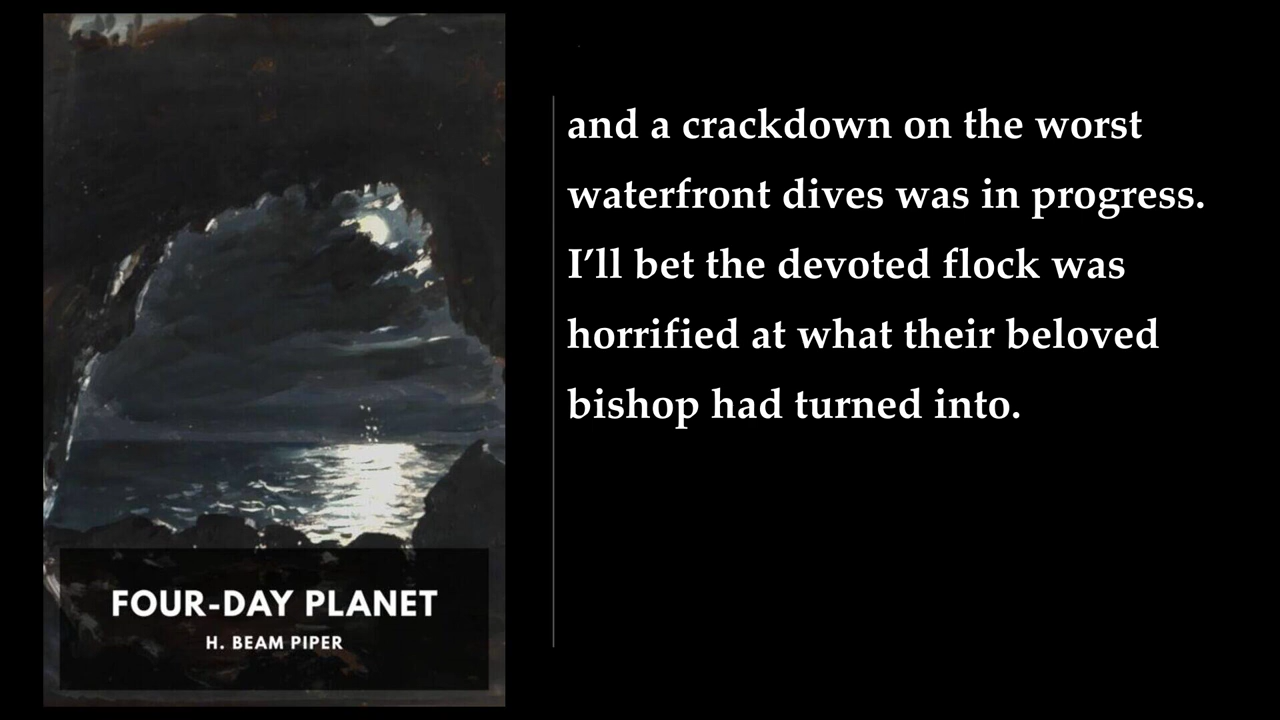 and a crackdown on the worst
waterfront dives was in progress.
I’ll bet the devoted flock was
horrified at what their beloved
bishop had turned into.
FOUR-DAY PLANET
H. BEAM PIPER